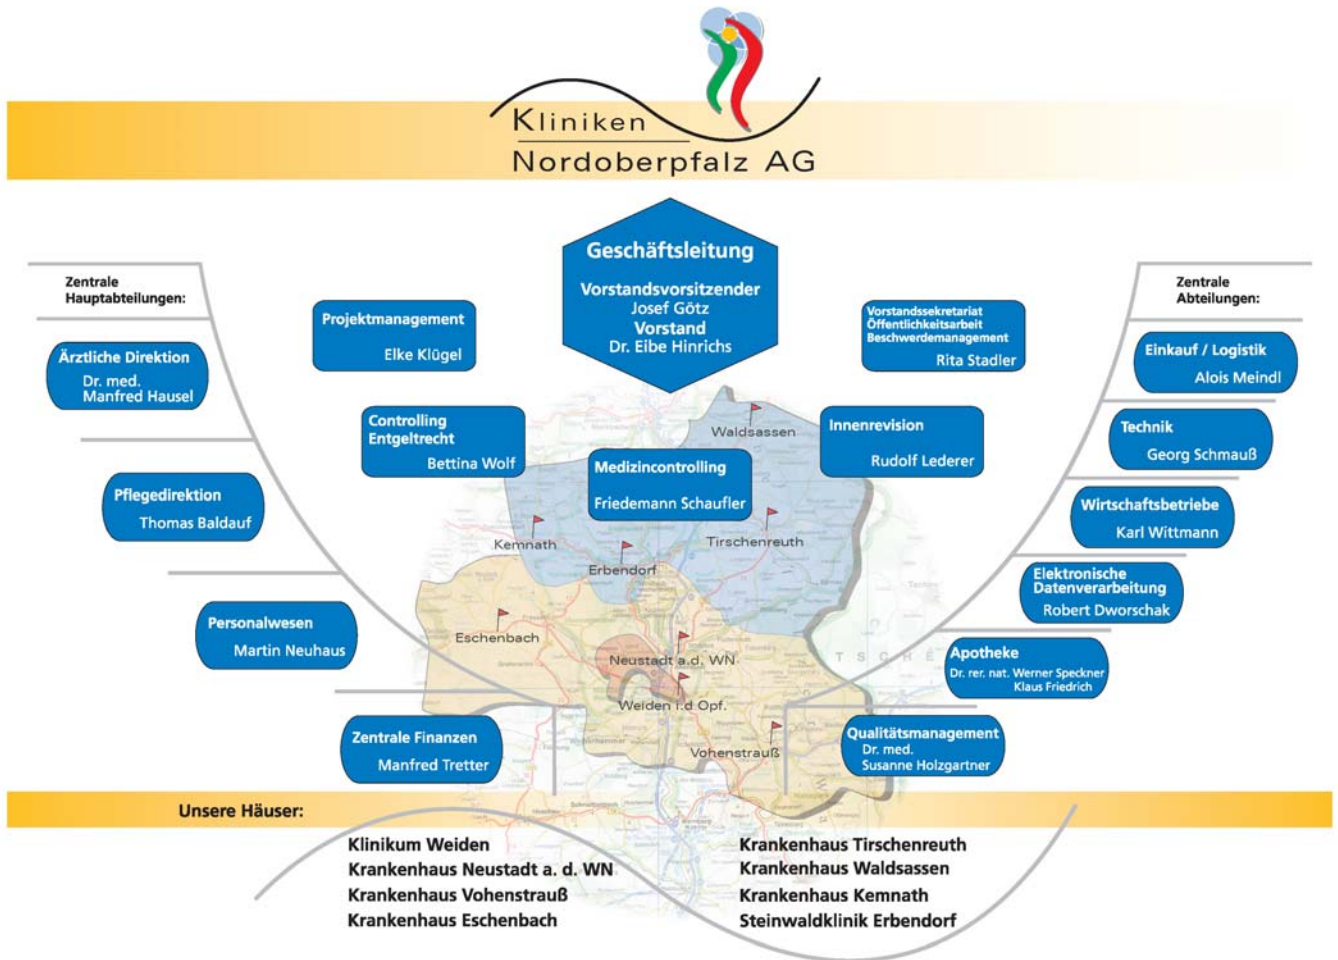 Kliniken
Nordoberpfalz AG
Geschäftsleitung
Vorstandsvorsitzender
Josef Götz
Vorstand
Dr. Eibe Hinrichs
Zentrale
Hauptabteilungen:
Ärztliche Direktion
Dr. med.
Manfred Hausel
Pflegedirektion
Thomas Baldauf
Personalwesen
Martin Neuhaus
Zentrale Finanzen
Manfred Tretter
Projektmanagement
Elke Klügel
Controlling
Entgeltrecht
Bettina Wolf
Medizincontrolling
Friedemann Schaufler
Vorstandssekretariat
Öffentlichkeitsarbeit
Beschwerdemanagement
Rita Stadler
Innenrevision
Rudolf Lederer
Zentrale
Abteilungen:
Einkauf / Logistik
Alois Meindl
Technik
Georg Schmauß
Wirtschaftsbetriebe
Karl Wittmann
Elektronische
Datenverarbeitung
Robert Dworschak
Apotheke
Dr. rer. nat. Werner Speckner
Klaus Friedrich
Qualitätsmanagement
Dr. med.
Susanne Holzgartner
Waldsassen
Kemnath
Tirschenreuth
Erbendorf
Eschenbach
Neustadt a.d. WN
Weiden i.d Opf.
Vohenstrauß
TSCHE
Unsere Häuser:
Klinikum Weiden
Krankenhaus Neustadt a. d. WN
Krankenhaus Vohenstrauß
Krankenhaus Eschenbach
Krankenhaus Tirschenreuth
Krankenhaus Waldsassen
Krankenhaus Kemnath
Steinwaldklinik Erbendorf